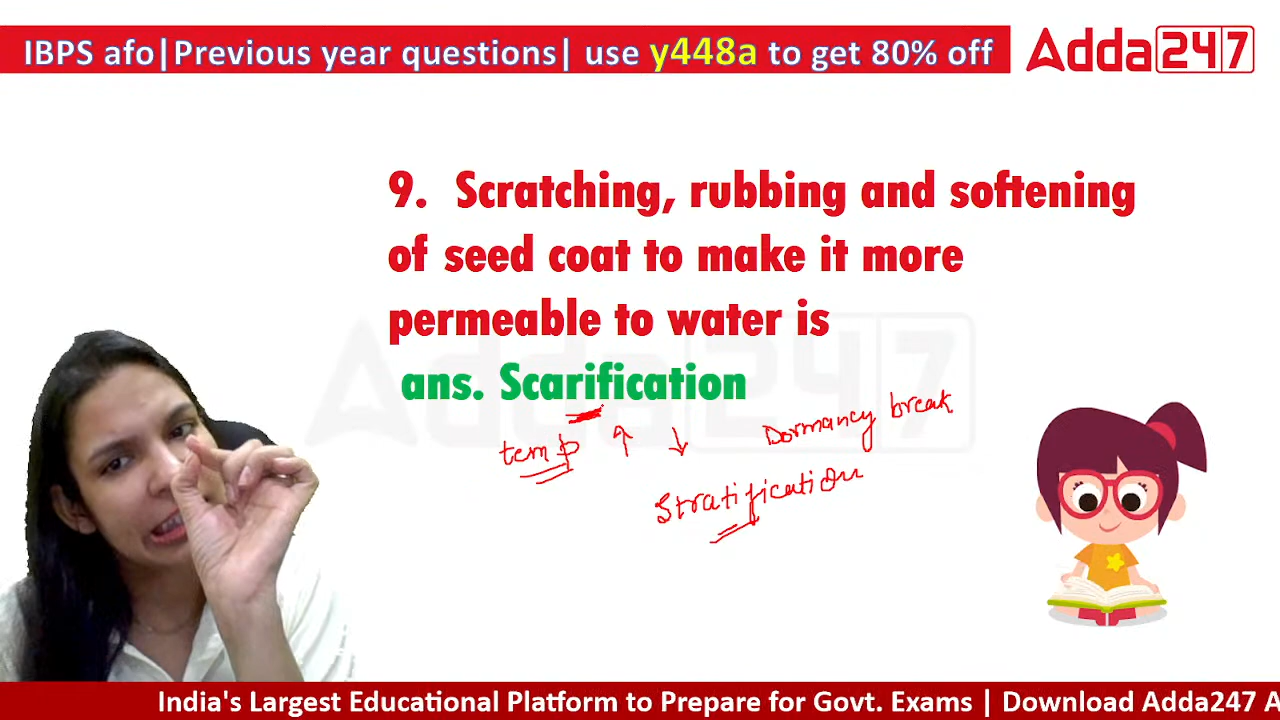 IBPS afo|Previous year questions| use y448a to get 80% off
Adda247
9. Scratching, rubbing and softening
of seed coat to make it more
permeable to water is
ans. Scarification
temp ↑ ↓ Dormancy break
Stratification
Adda247
India's Largest Educational Platform to Prepare for Govt. Exams | Download Adda247 A